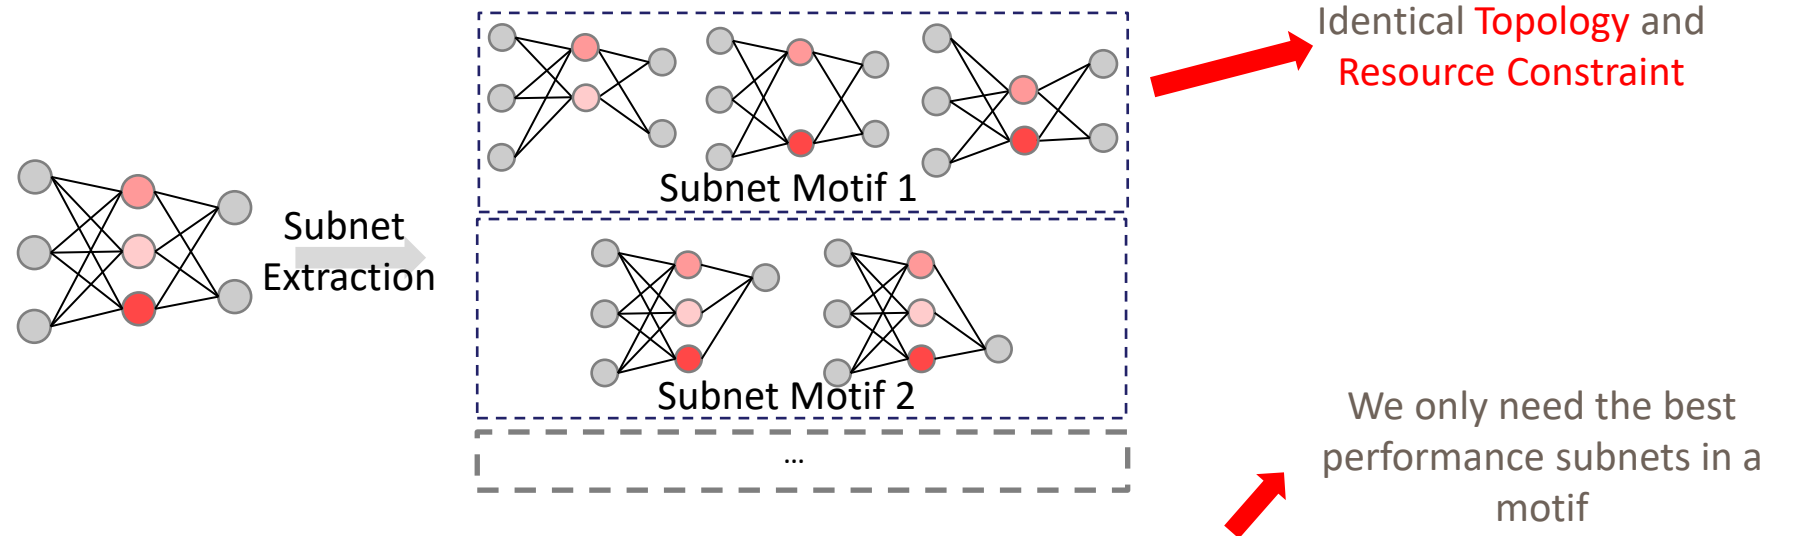 Subnet
Extraction
Subnet Motif 1
Subnet Motif 2
...
Identical Topology and
Resource Constraint
We only need the best
performance subnets in a
motif